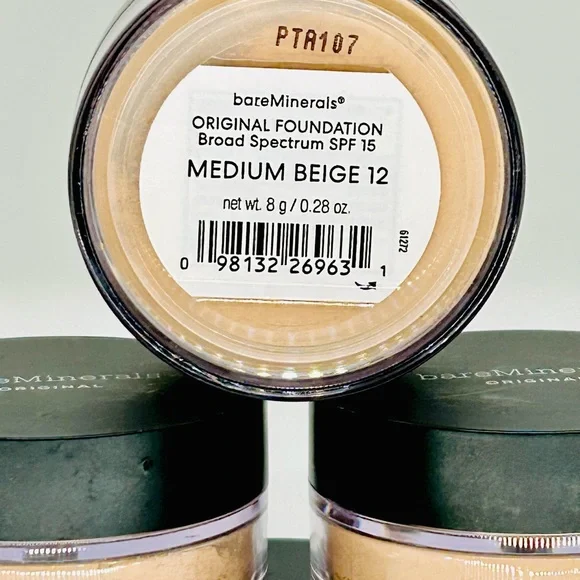 PTA107
bareMinerals®
ORIGINAL FOUNDATION
Broad Spectrum SPF 15
MEDIUM BEIGE 12
net wt. 8 g / 0.28 oz.
61272
0 98132 26963 1
bareMinerals
ORIGINAL
bareMinerals
ORIGINAL